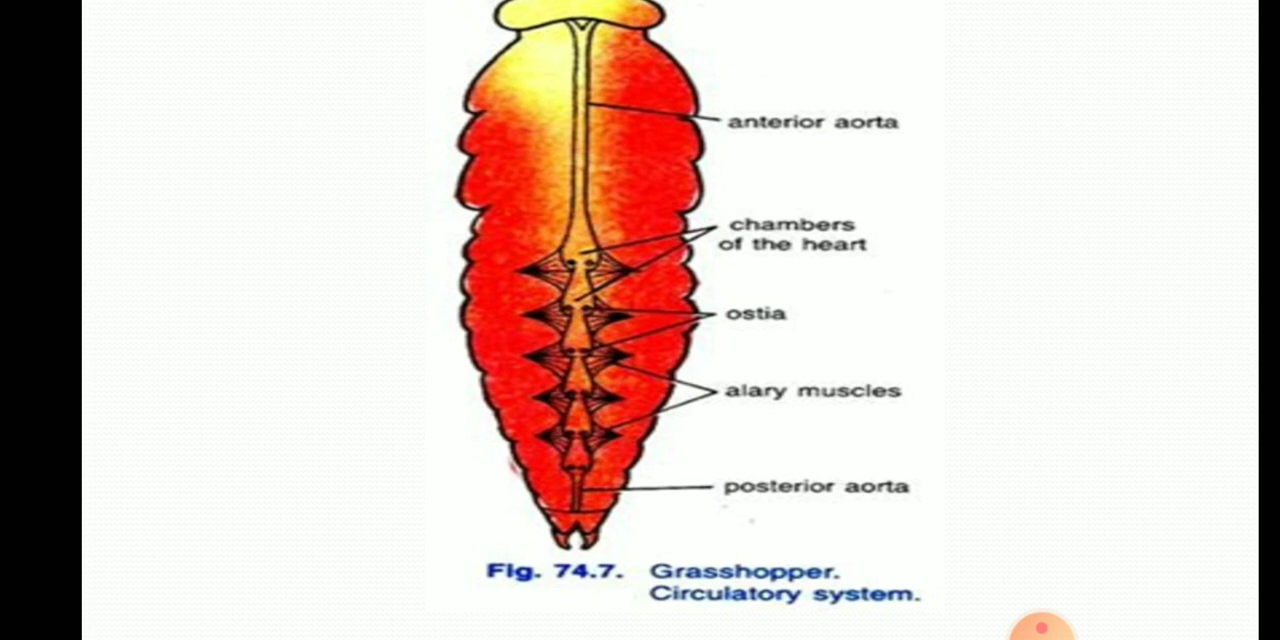 anterior aorta
chambers
of the heart
ostia
alary muscles
posterior aorta
Fig. 74.7. Grasshopper.
Circulatory system.